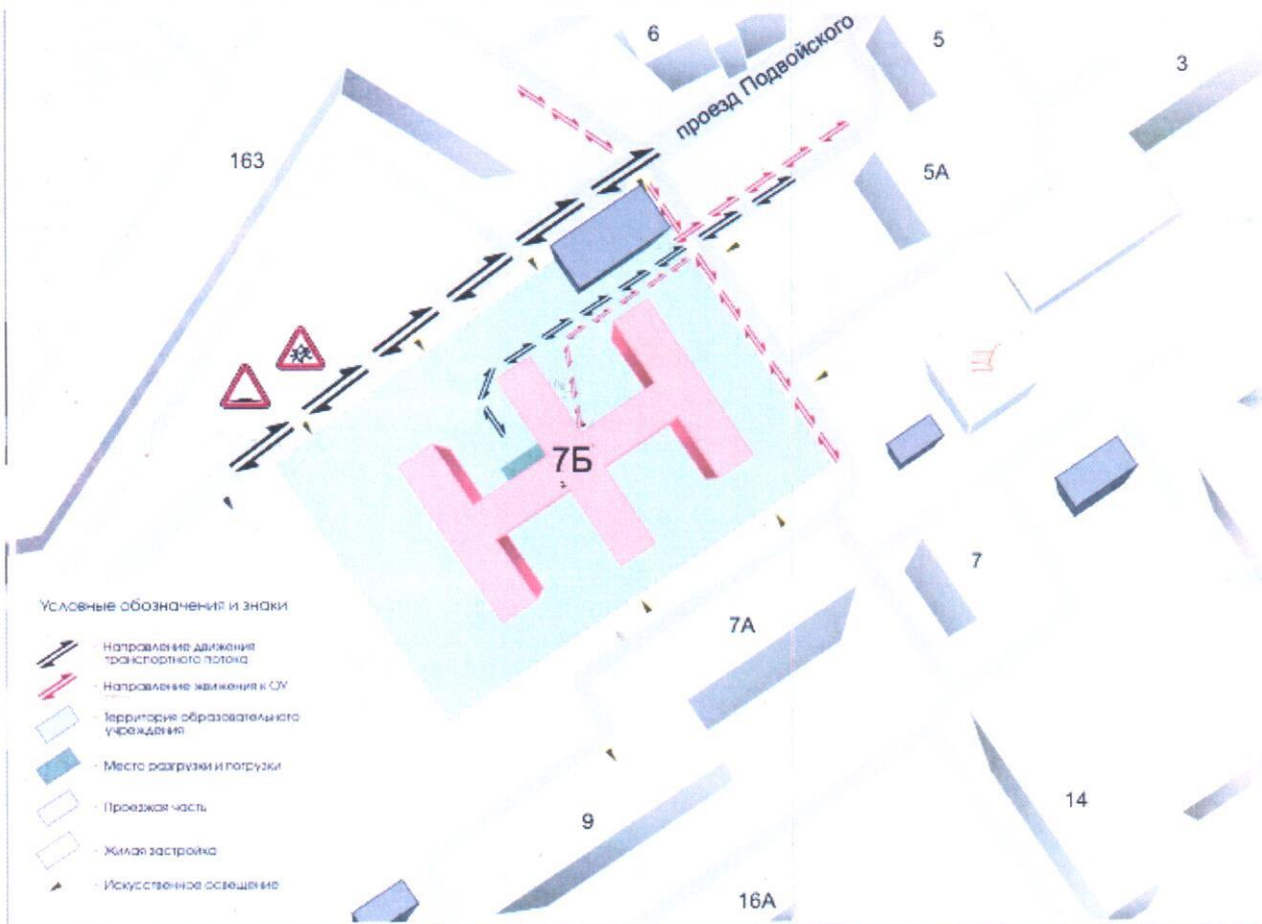 6
5
3
проезд Подвойского
163
5А
7Б
7
7А
Условные обозначения и знаки
Направление движения
транспортного потока
Направление жвижения к ОУ
Территория образовательного
учреждения
Место разгрузки и погрузки
Проезжая часть
Жилая застройка
Искусственное освещение
9
14
16А